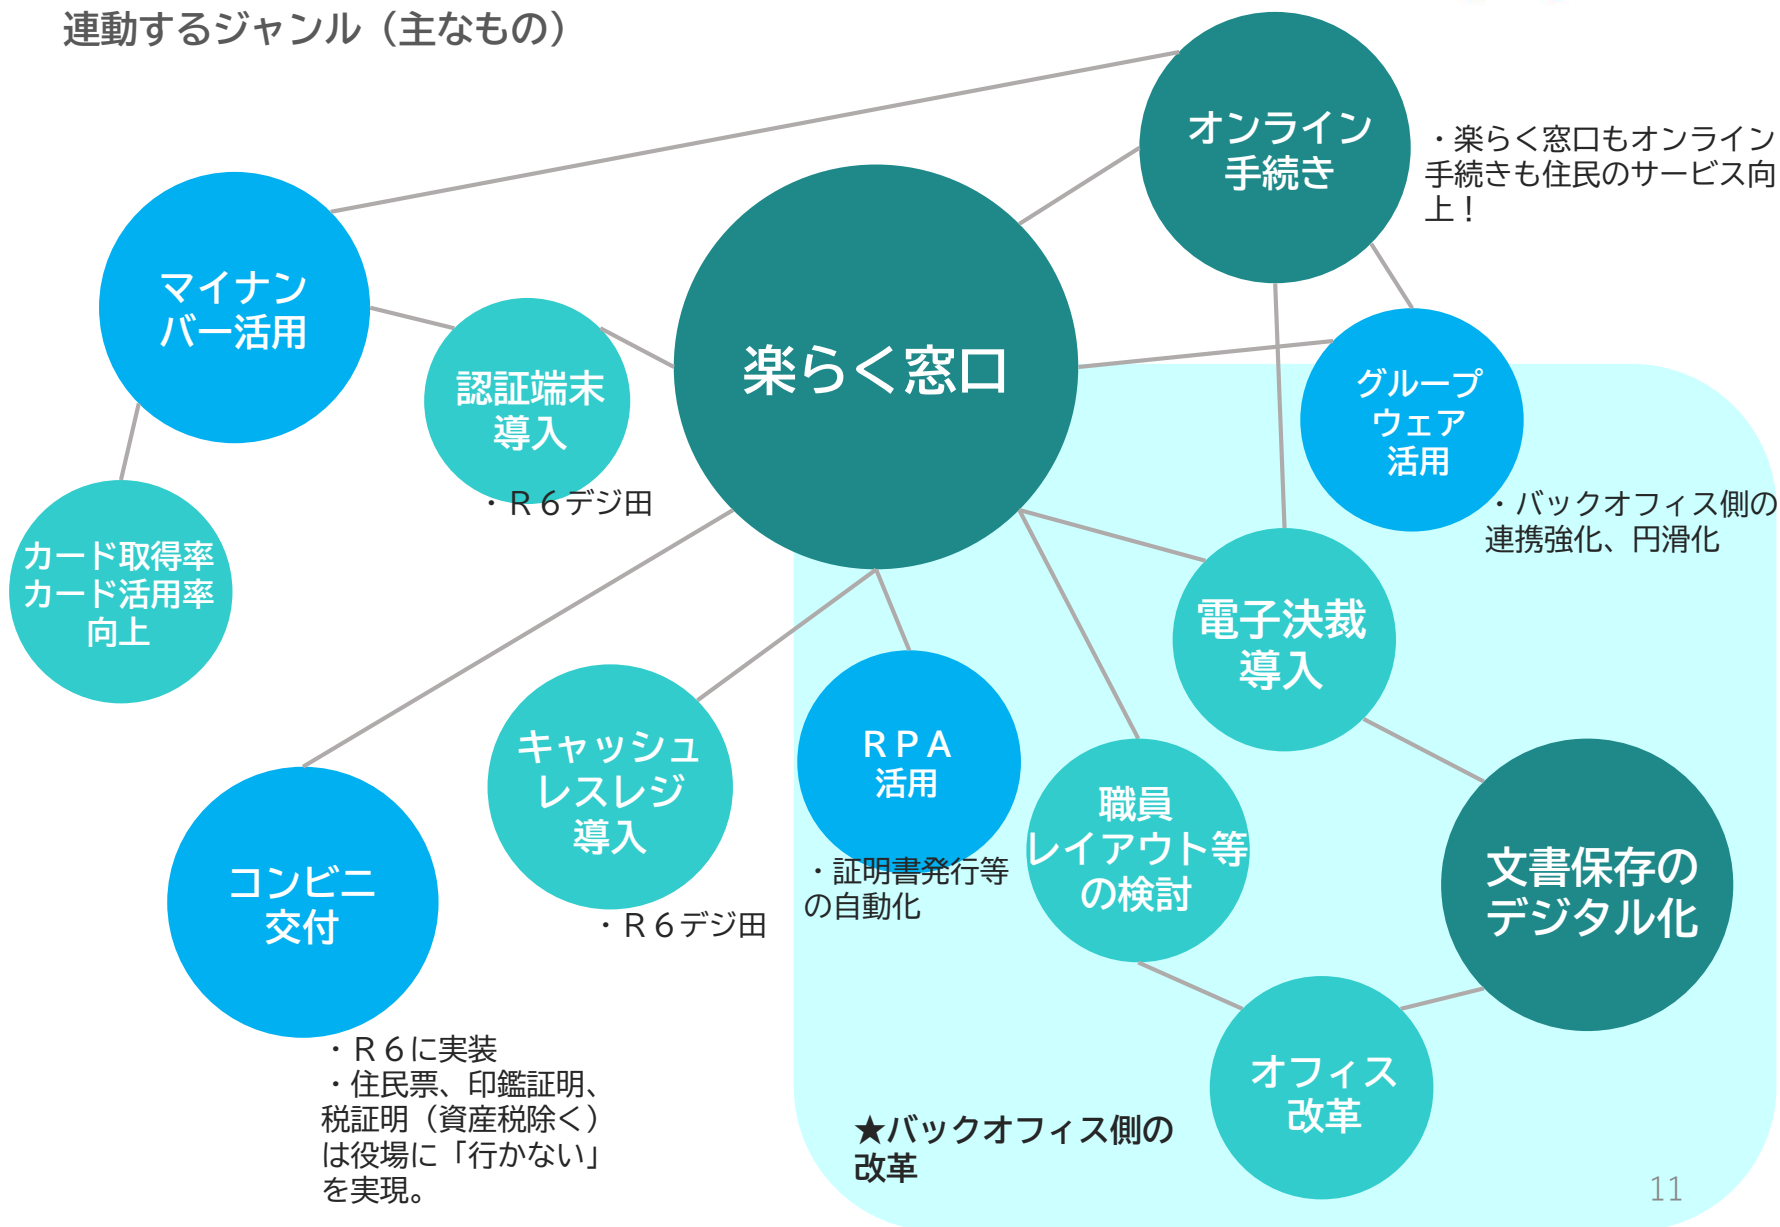 連動するジャンル（主なもの）
オンライン
手続き
・楽らく窓口もオンライン
手続きも住民のサービス向
上！
マイナン
バー活用
認証端末
導入
・Ｒ６デジ田
楽らく窓口
グループ
ウェア
活用
・バックオフィス側の
連携強化、円滑化
カード取得率
カード活用率
向上
電子決裁
導入
キャッシュ
レスレジ
導入
・Ｒ６デジ田
ＲＰＡ
活用
・証明書発行等
の自動化
職員
レイアウト等
の検討
文書保存の
デジタル化
コンビニ
交付
・Ｒ６に実装
・住民票、印鑑証明、
税証明（資産税除く）
は役場に「行かない」
を実現。
オフィス
改革
★バックオフィス側の
改革
11